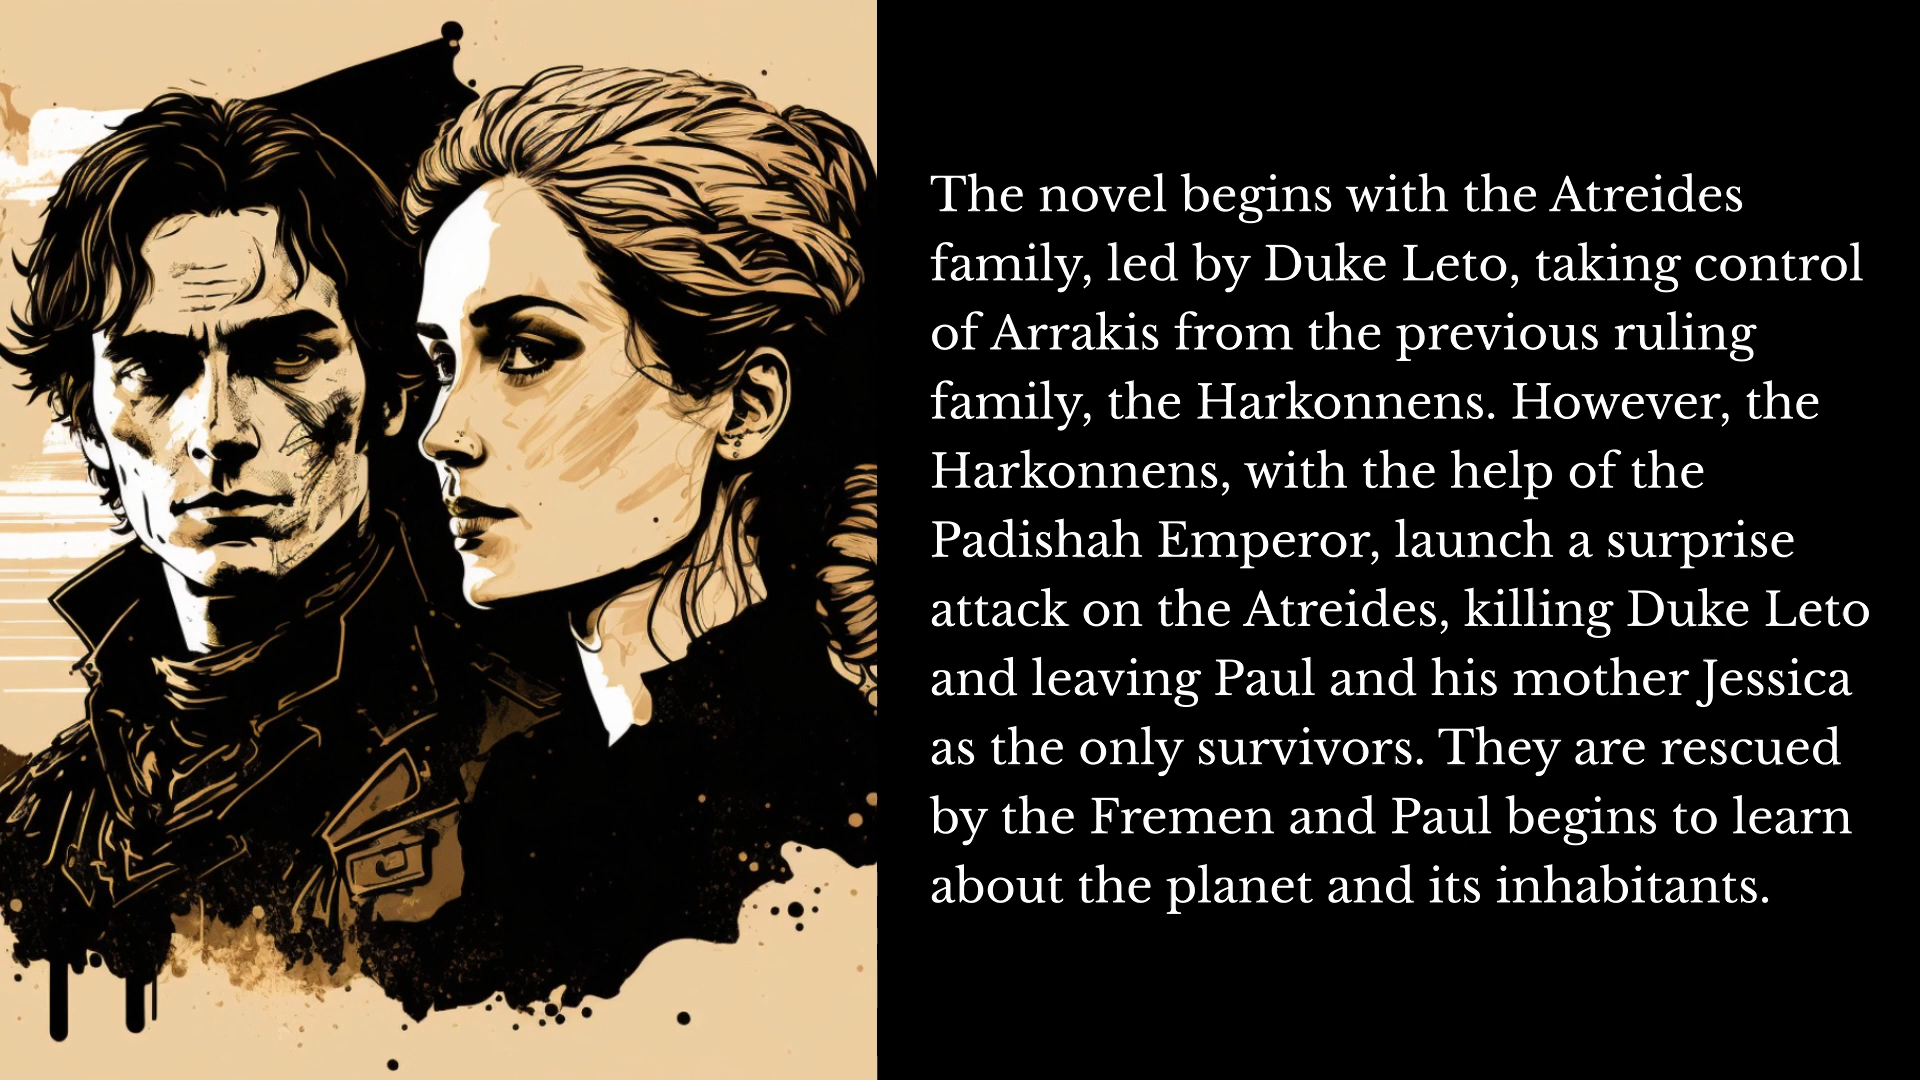 The novel begins with the Atreides
family, led by Duke Leto, taking control
of Arrakis from the previous ruling
family, the Harkonnens. However, the
Harkonnens, with the help of the
Padishah Emperor, launch a surprise
attack on the Atreides, killing Duke Leto
and leaving Paul and his mother Jessica
as the only survivors. They are rescued
by the Fremen and Paul begins to learn
about the planet and its inhabitants.